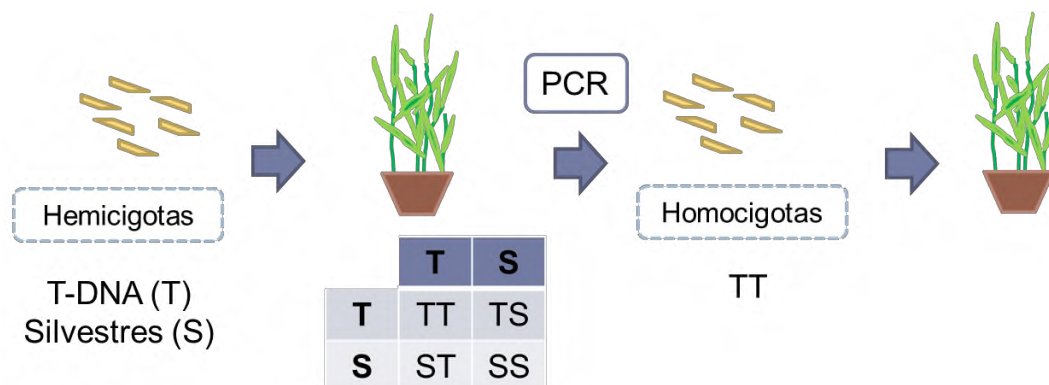 PCR
Hemicigotas
Homocigotas
T-DNA (T)
Silvestres (S)
T S
T TT TS
S ST SS
TT